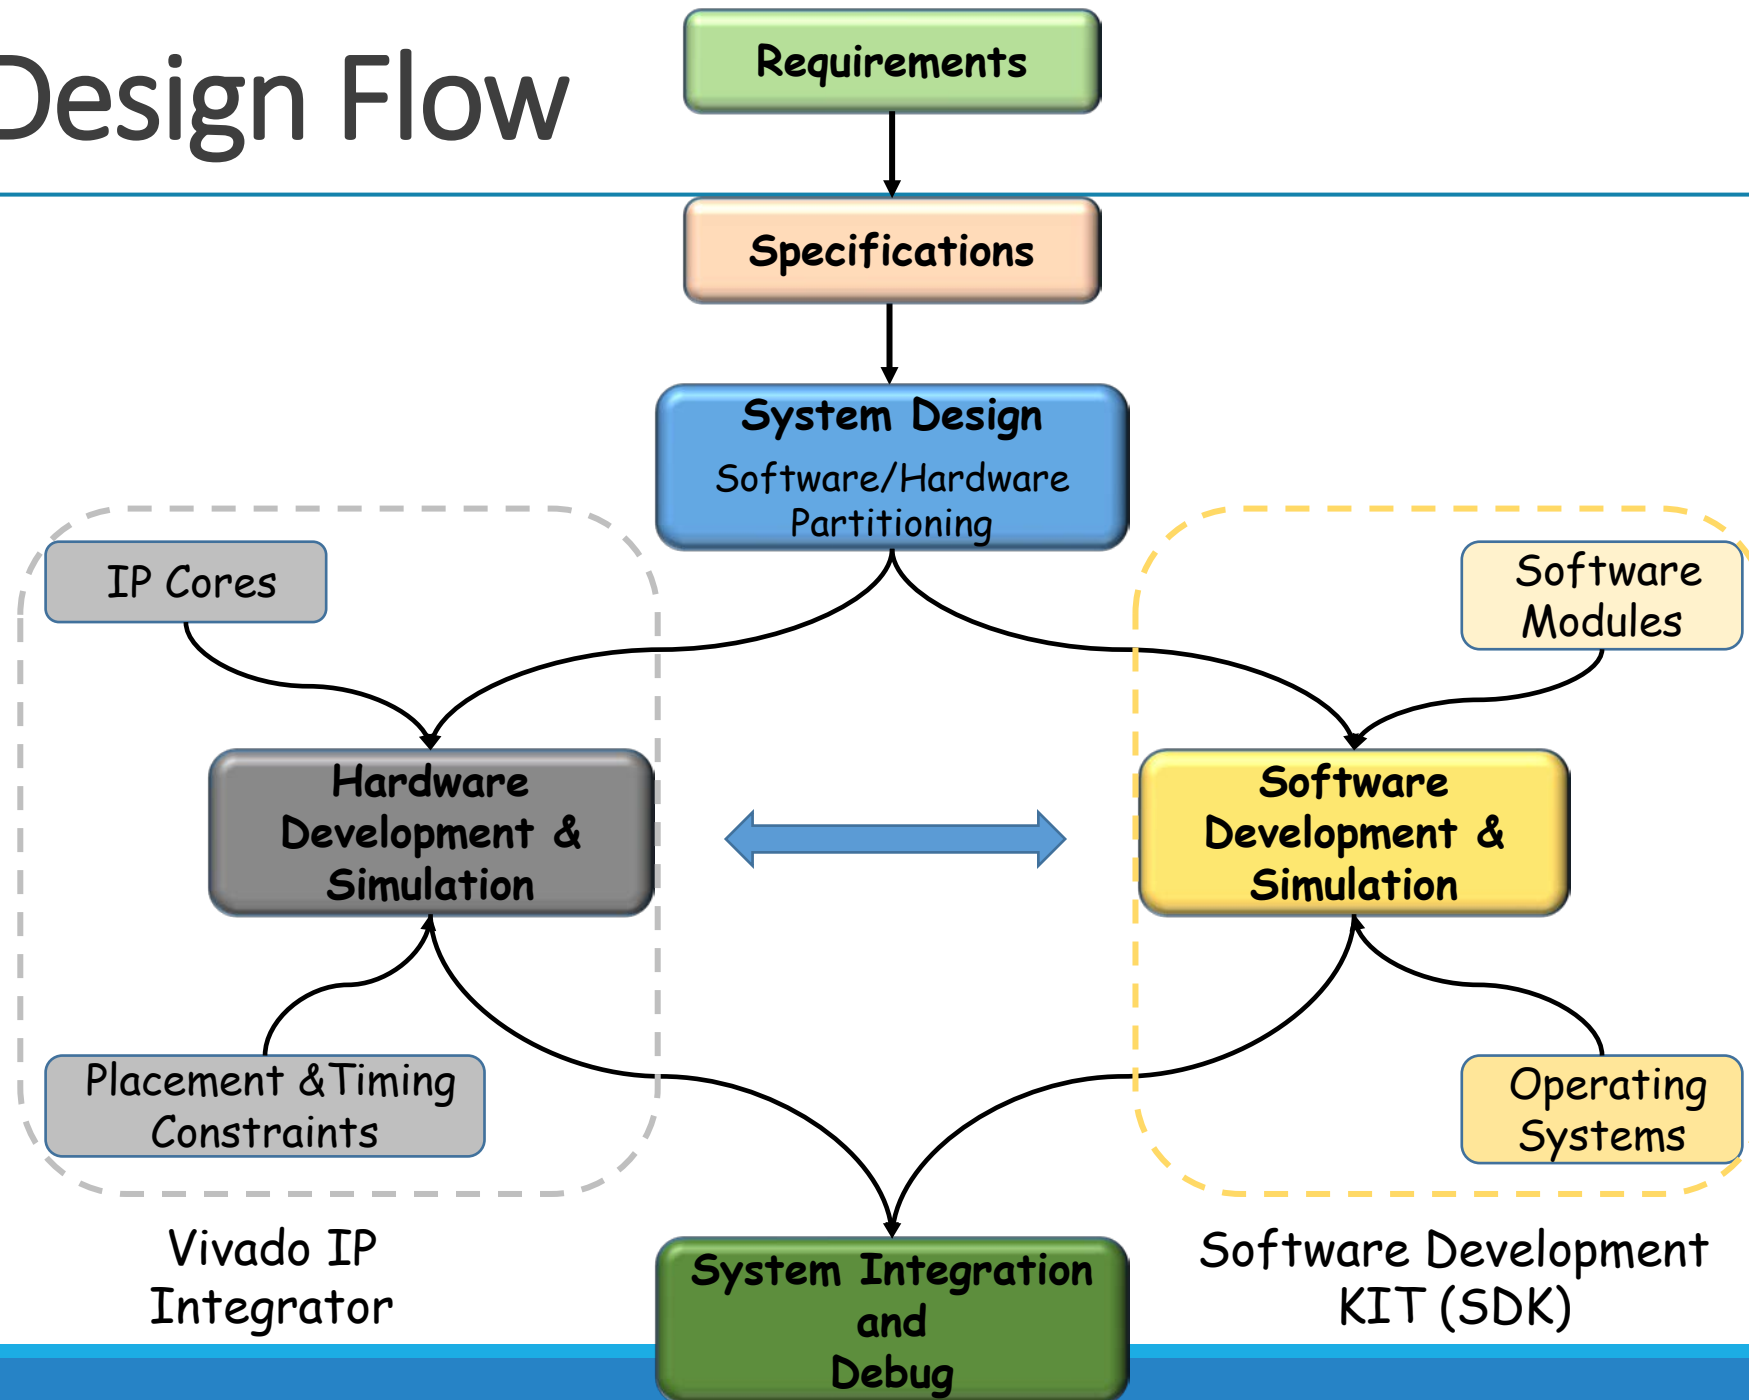 Design Flow
Requirements
Specifications
System Design
Software/Hardware
Partitioning
IP Cores
Software
Modules
Hardware
Development &
Simulation
Software
Development &
Simulation
Placement &Timing
Constraints
Operating
Systems
Vivado IP
Integrator
System Integration
and
Debug
Software Development
KIT (SDK)